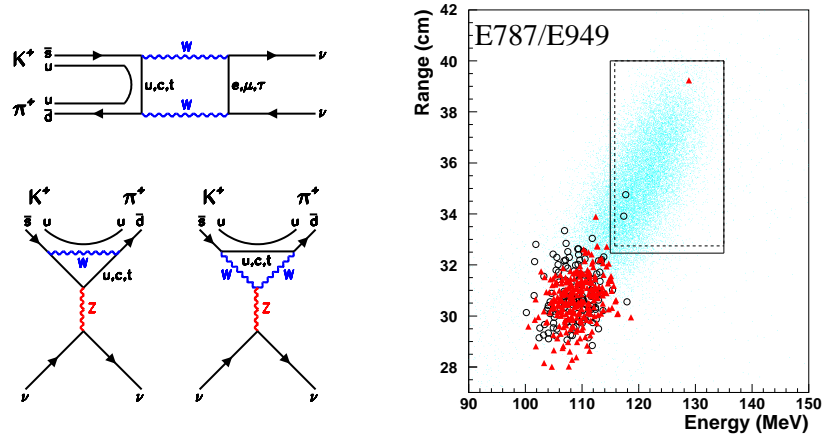 K⁺ s̄ W ν
u
u,c,t e,μ,τ
π⁺ u
d̄ W ν
K⁺ π⁺ K⁺ π⁺
s̄ u u d̄ s̄ u u d̄
W u,c,t
u,c,t W W
Z Z
ν ν ν ν
E787/E949
Range (cm)
42
40
38
36
34
32
30
28
90 100 110 120 130 140 150
Energy (MeV)